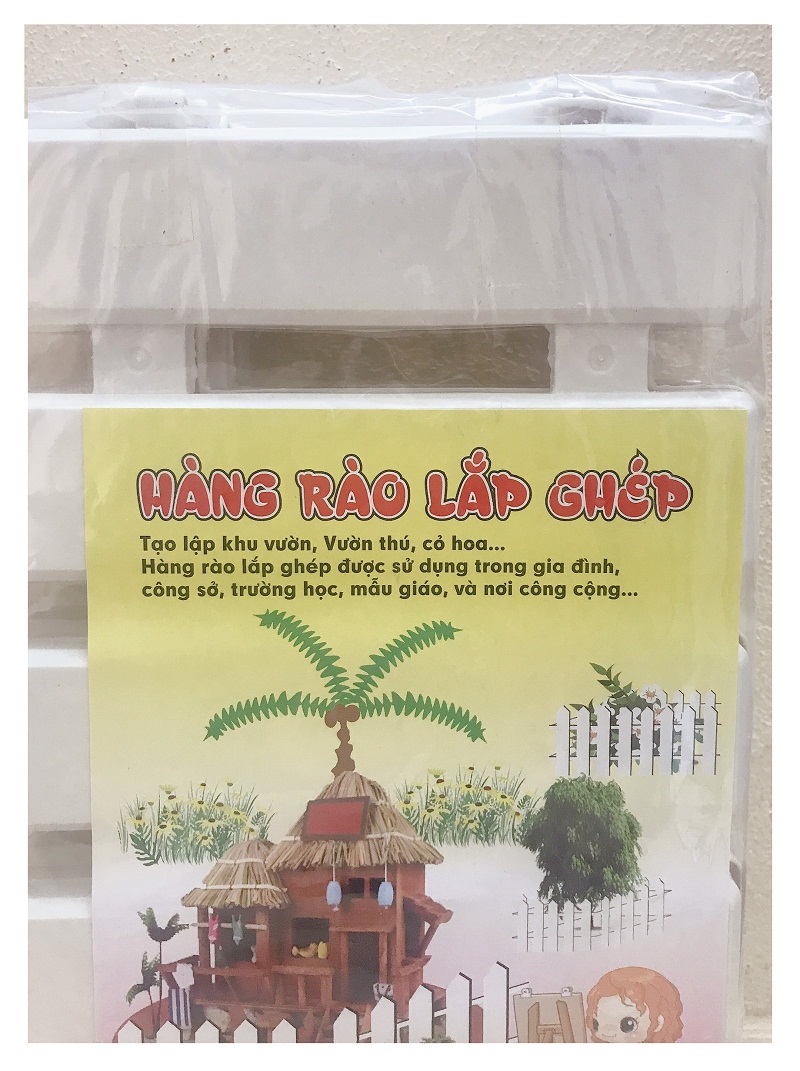 HÀNG RÀO LẮP GHÉP
Tạo lập khu vườn, Vườn thú, cỏ hoa...
Hàng rào lắp ghép được sử dụng trong gia đình,
công sở, trường học, mẫu giáo, và nơi công cộng...